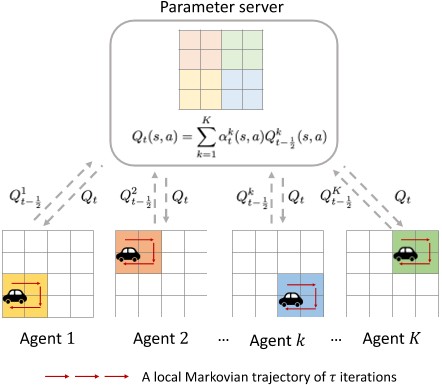 Parameter server
Q_t(s, a) = \sum_{k=1}^{K} α_t^k(s, a)Q_{t-\frac{1}{2}}^k(s, a)
Q_{t-\frac{1}{2}}^1 Q_t Q_{t-\frac{1}{2}}^2 Q_t Q_{t-\frac{1}{2}}^k Q_t Q_{t-\frac{1}{2}}^K Q_t
Agent 1 Agent 2 ... Agent k ... Agent K
A local Markovian trajectory of τ iterations